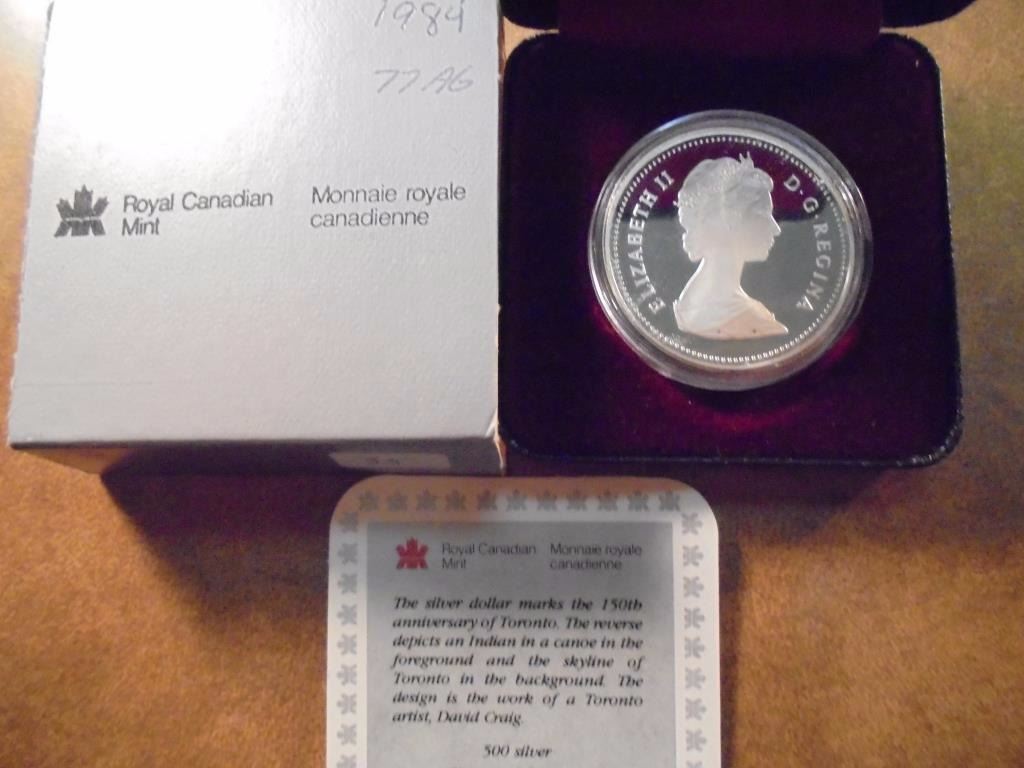 1984
77AG
Royal Canadian
Mint
Monnaie royale
canadienne
ELIZABETH II D·G·REGINA
Royal Canadian
Mint
Monnaie royale
canadienne
The silver dollar marks the 150th
anniversary of Toronto. The reverse
depicts an Indian in a canoe in the
foreground and the skyline of
Toronto in the background. The
design is the work of a Toronto
artist, David Craig.
500 silver